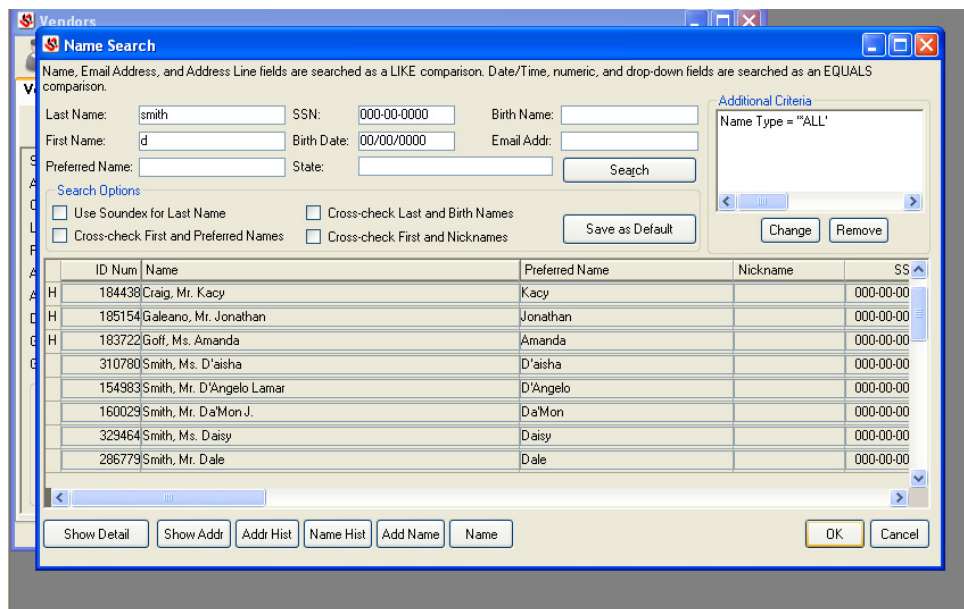 Vendors
Name Search
Name, Email Address, and Address Line fields are searched as a LIKE comparison. Date/Time, numeric, and drop-down fields are searched as an EQUALS
comparison.
Last Name: smith SSN: 000-00-0000 Birth Name:
First Name: d Birth Date: 00/00/0000 Email Addr:
Preferred Name: State: Search
Additional Criteria
Name Type = "'ALL'
Change Remove
Search Options
Use Soundex for Last Name Cross-check Last and Birth Names
Cross-check First and Preferred Names Cross-check First and Nicknames
Save as Default
ID Num Name Preferred Name Nickname SS
H 184438 Craig, Mr. Kacy Kacy 000-00-00
H 185154 Galeano, Mr. Jonathan Jonathan 000-00-00
H 183722 Goff, Ms. Amanda Amanda 000-00-00
310780 Smith, Ms. D'aisha D'aisha 000-00-00
154983 Smith, Mr. D'Angelo Lamar D'Angelo 000-00-00
160029 Smith, Mr. Da'Mon J. Da'Mon 000-00-00
329464 Smith, Ms. Daisy Daisy 000-00-00
286779 Smith, Mr. Dale Dale 000-00-00
Show Detail Show Addr Addr Hist Name Hist Add Name Name OK Cancel